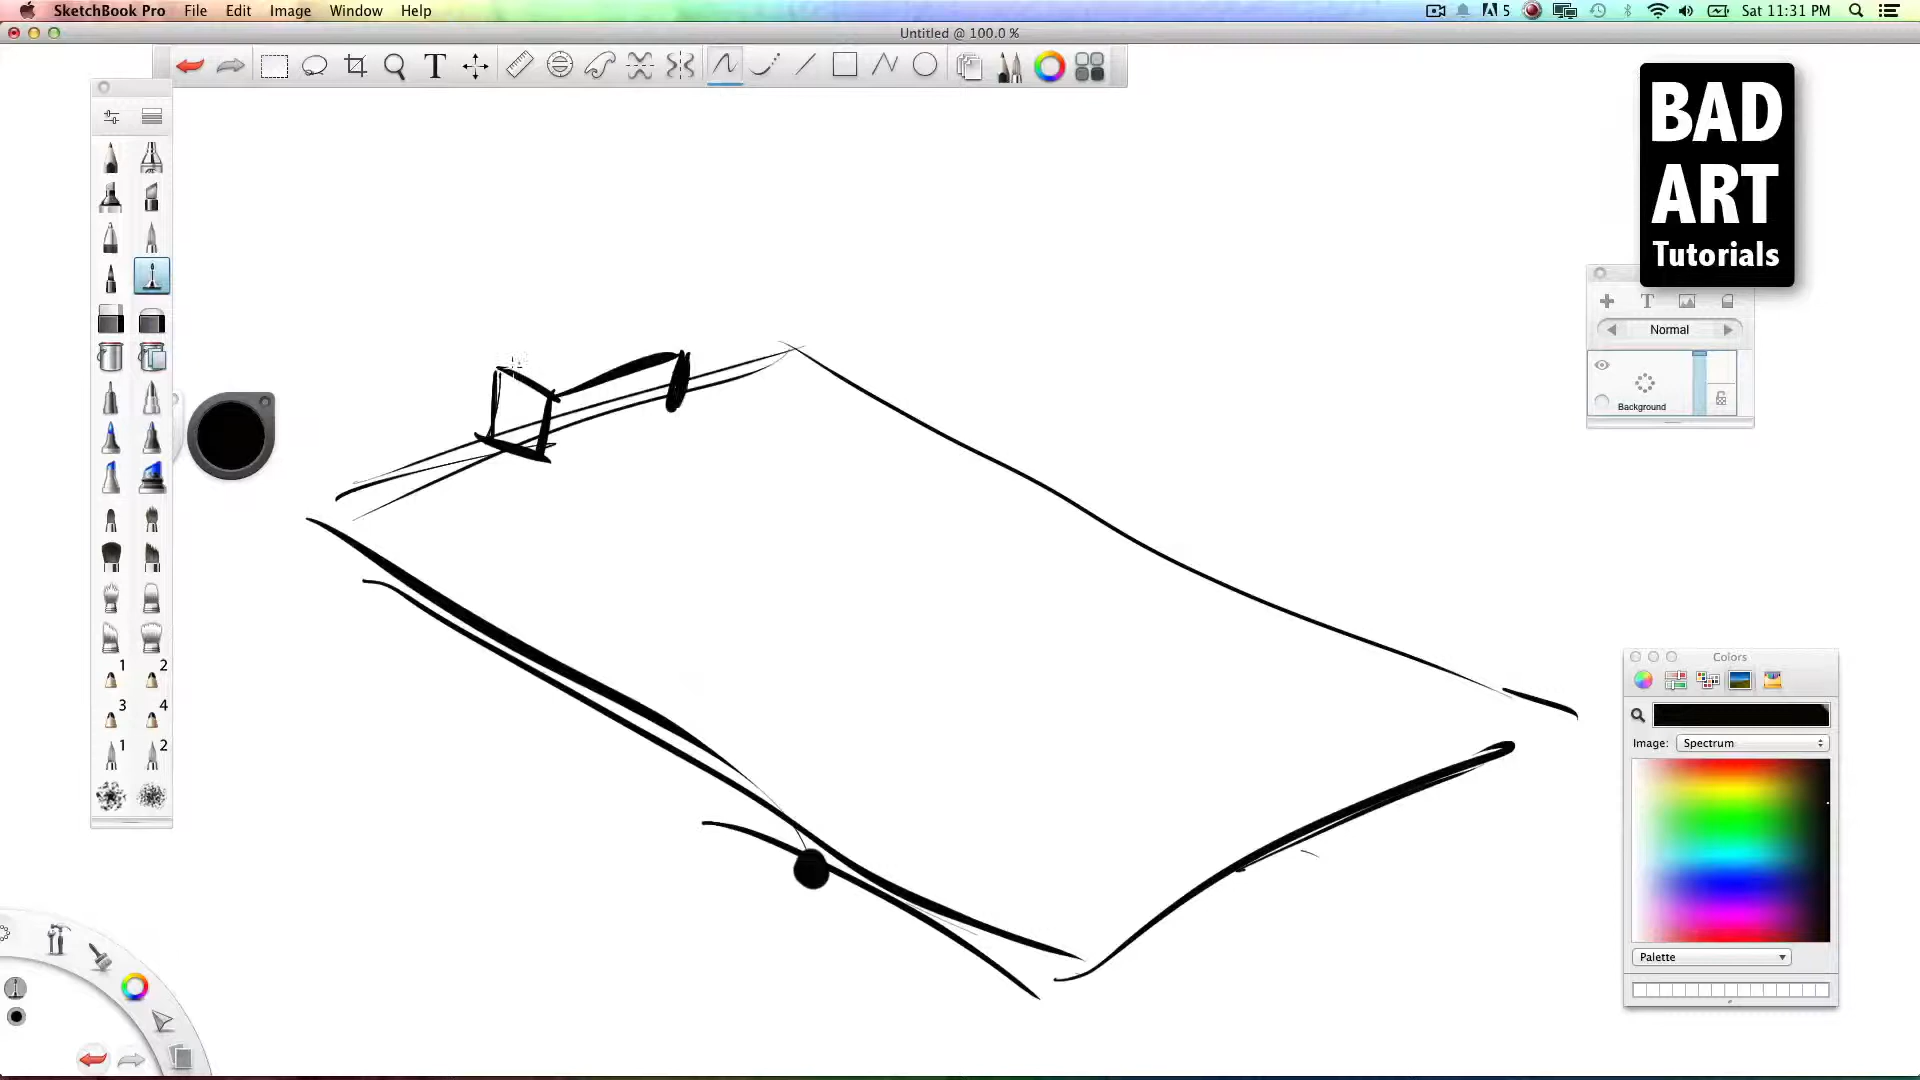 SketchBook Pro File Edit Image Window Help
5 Sat 11:31 PM
Untitled @ 100.0 %
T
BAD
ART
Tutorials
T
Normal
Background
1 2
3 4
1 2
Colors
Image: Spectrum
Palette